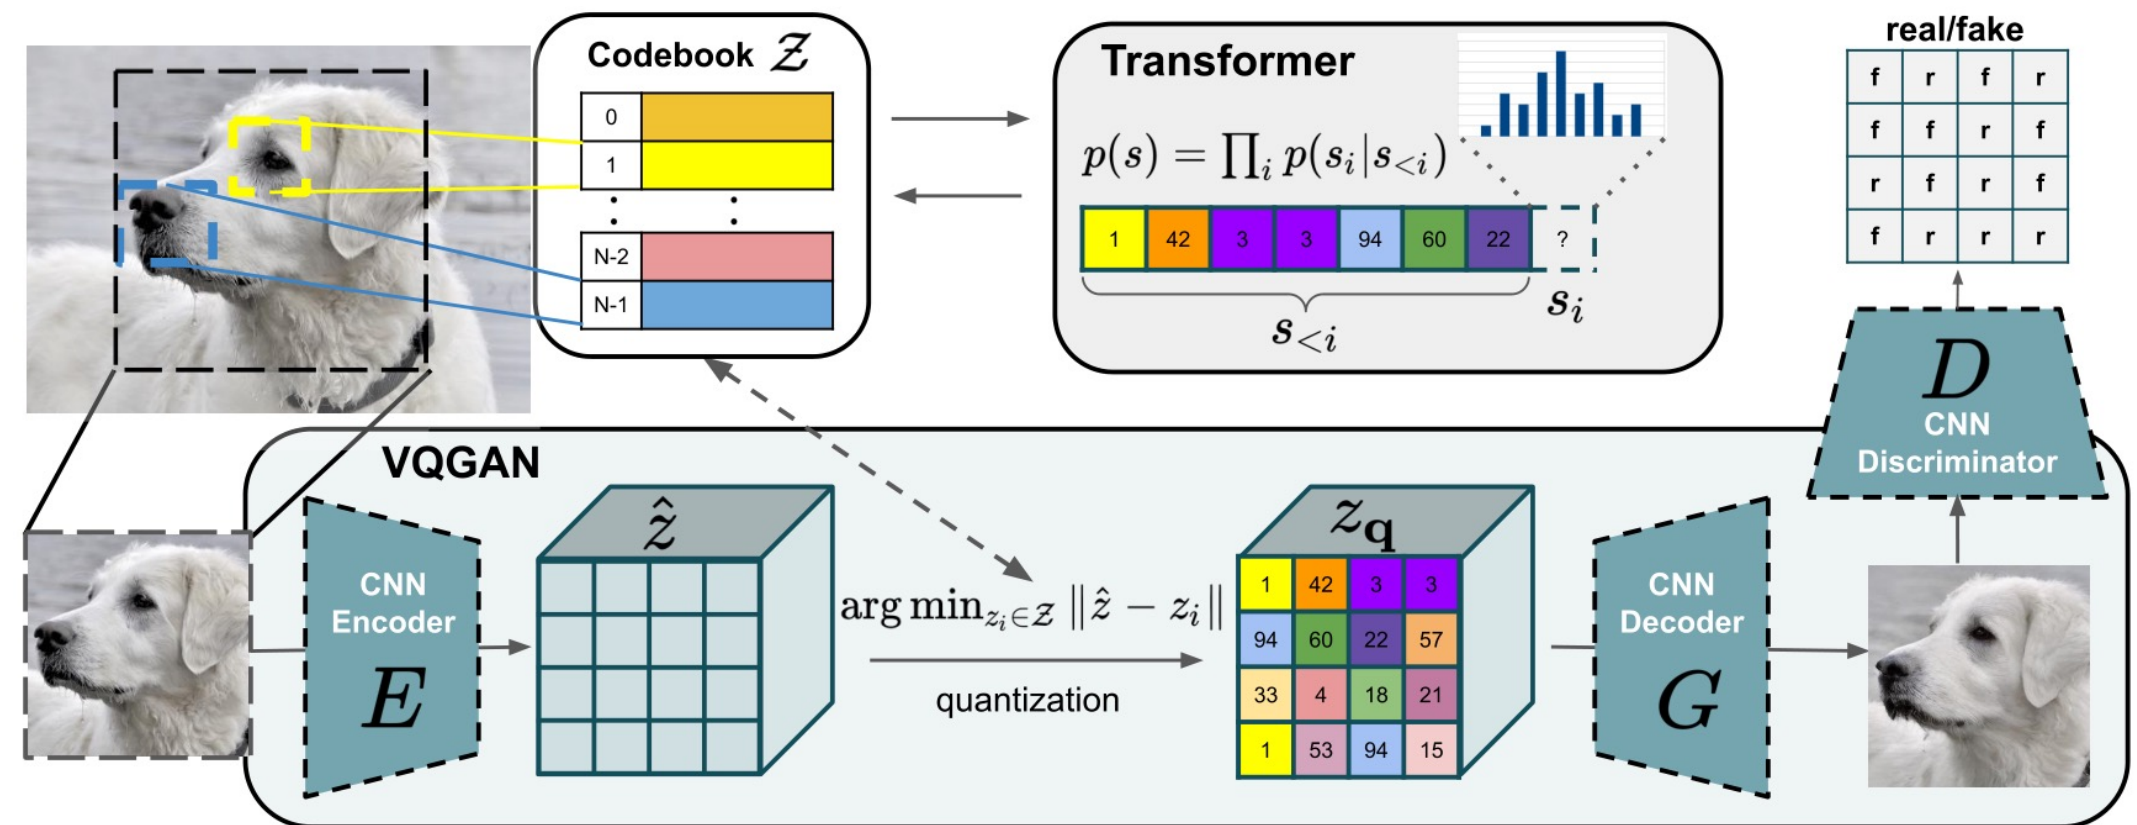 Codebook 𝒵
0
1
:
:
N-2
N-1
Transformer
p(s) = ∏ᵢ p(sᵢ|s<ᵢ)
1 42 3 3 94 60 22 ?
s<ᵢ
sᵢ
real/fake
f r f r
f f r f
r f r f
f r r r
D
CNN
Discriminator
VQGAN
CNN
Encoder
E
ẑ
arg min_{zᵢ∈𝒵} ‖ẑ − zᵢ‖
quantization
z_𝐪
1 42 3 3
94 60 22 57
33 4 18 21
1 53 94 15
CNN
Decoder
G